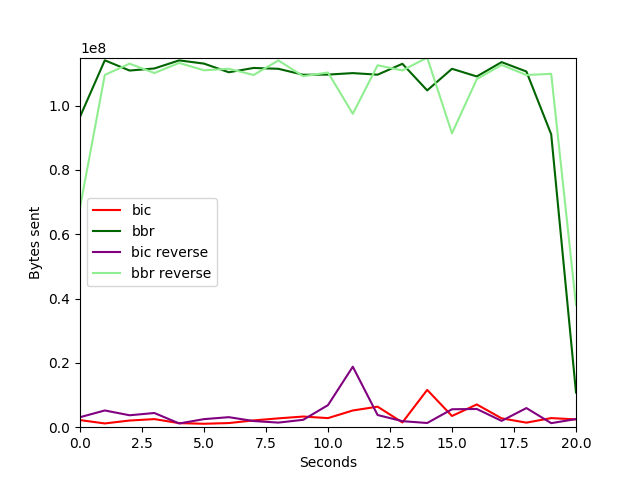 1e8
1.0
0.8
0.6
0.4
0.2
0.0
Bytes sent
bic
bbr
bic reverse
bbr reverse
0.0 2.5 5.0 7.5 10.0 12.5 15.0 17.5 20.0
Seconds